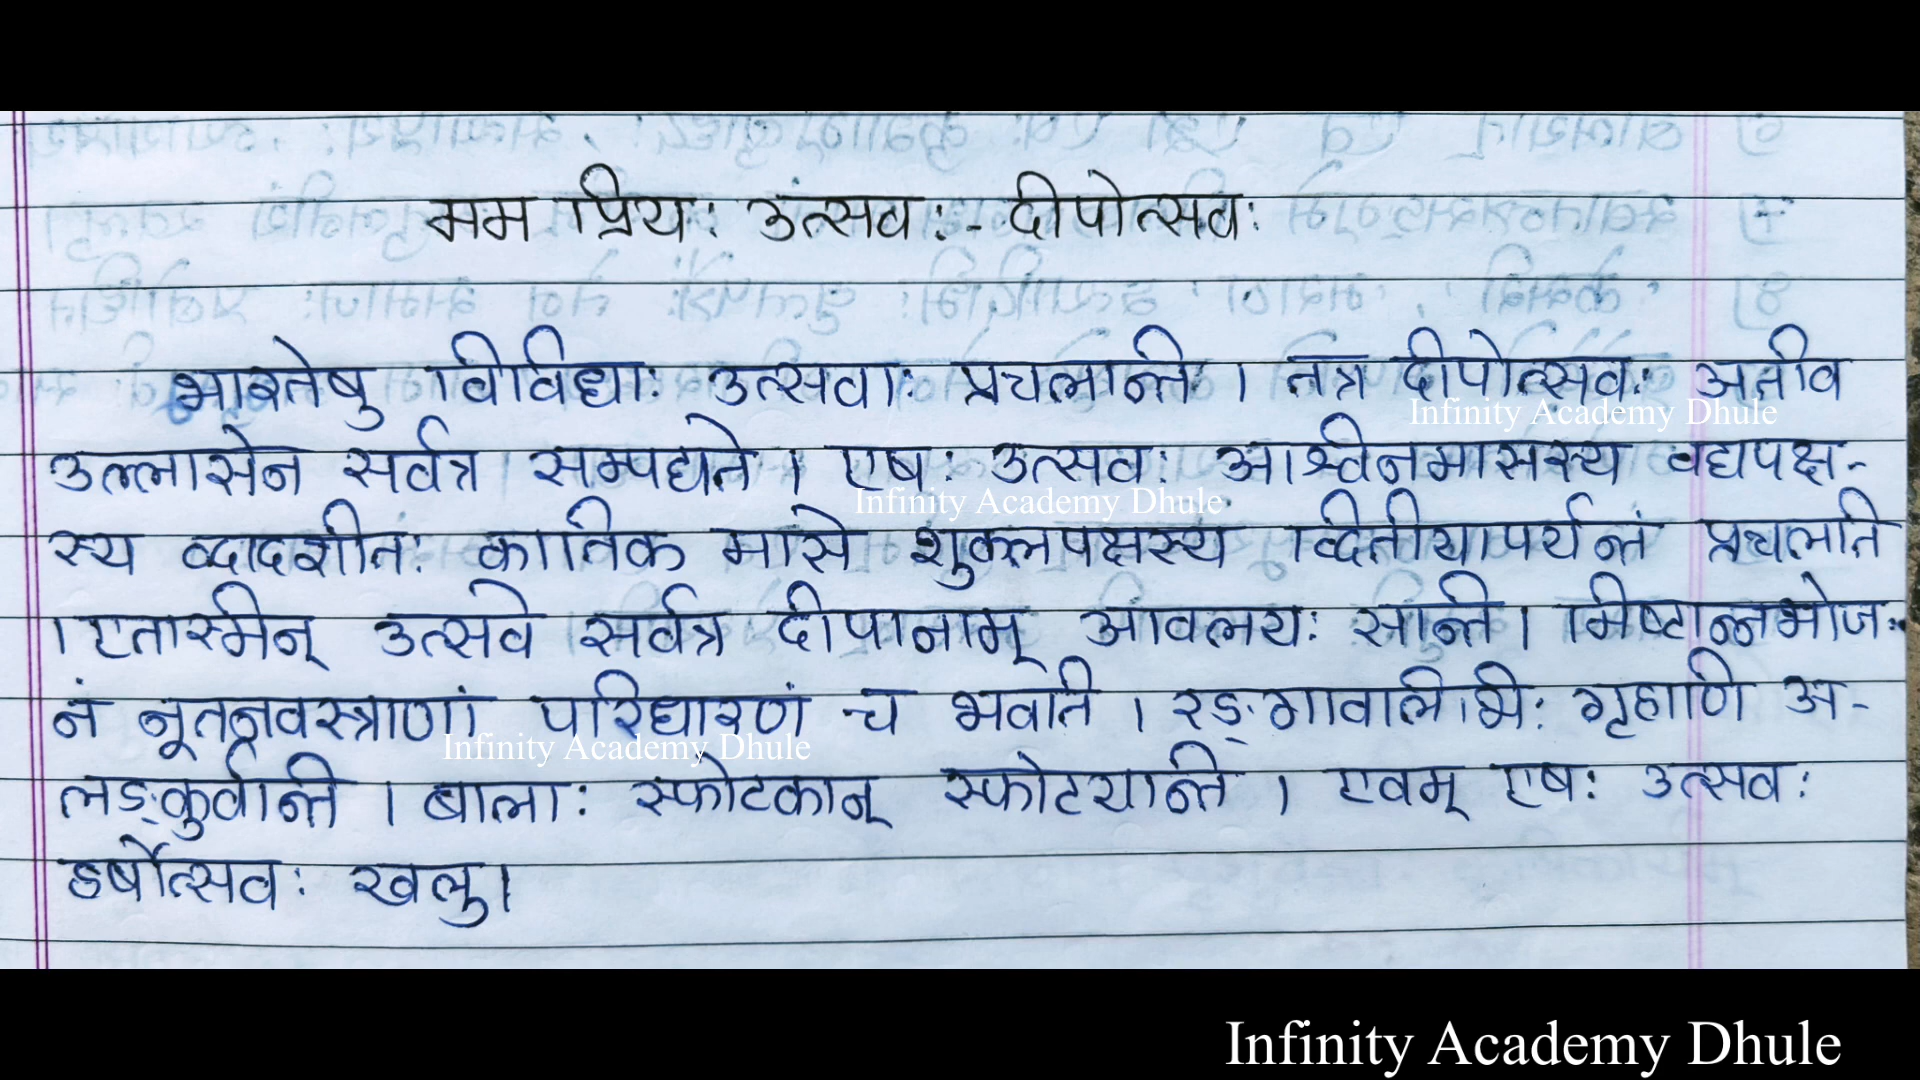 मम प्रियः उत्सवः- दीपोत्सवः
भारतेषु विविधाः उत्सवाः प्रचलन्ति । तत्र दीपोत्सवः अतीव
Infinity Academy Dhule
उल्लासेन सर्वत्र सम्पद्यते । एषः उत्सवः आश्विनमासस्य वद्यपक्ष-
Infinity Academy Dhule
स्य द्वादशीतः कार्तिक मासे शुक्लपक्षस्य द्वितीयापर्यन्तं प्रचलति
। एतास्मिन् उत्सवे सर्वत्र दीपानाम् आवलयः सन्ति । मिष्टान्नभोज-
नं नूतनवस्त्राणां परिधारणं च भवति । रङ्गावालिभिः गृहाणि अ-
Infinity Academy Dhule
लङ्कुर्वन्ति । बालाः स्फोटकान् स्फोटयन्ति । एवम् एषः उत्सवः
हर्षोत्सवः खलु।
Infinity Academy Dhule